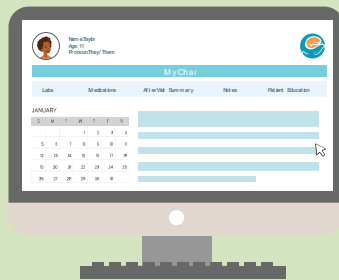 Name: Taylor
Age: 11
Pronoun: They/ Them
MyChart
Labs Medications After Visit Summary Notes Patient Education
JANUARY
S M T W T F S
1 2 3 4
5 6 7 8 9 10 11
12 13 14 15 16 17 18
19 20 21 22 23 24 25
26 27 28 29 30 31